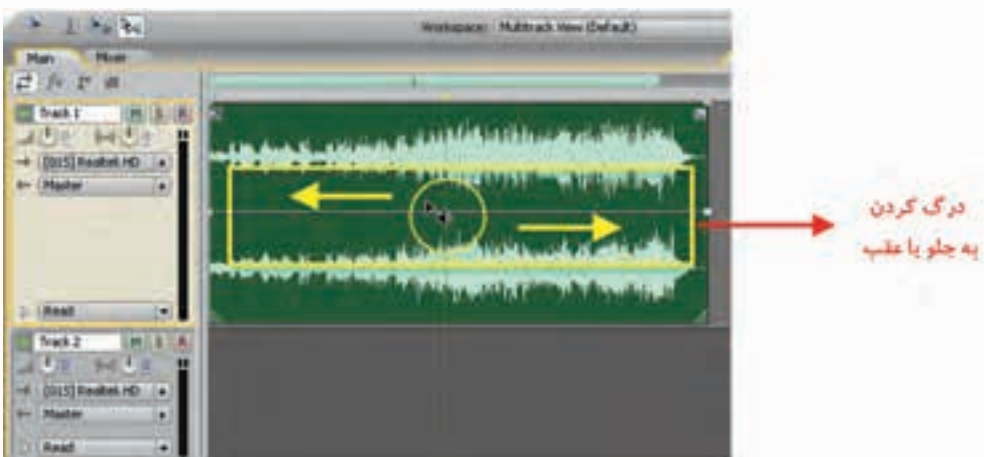 Workspace: Multitrack View (Default)
Main Mixer
fx
Track 1 M S R
[01S] Realtek HD
Master
Read
Track 2 M S R
[01S] Realtek HD
Master
Read
درگ کردن
به جلو یا عقب